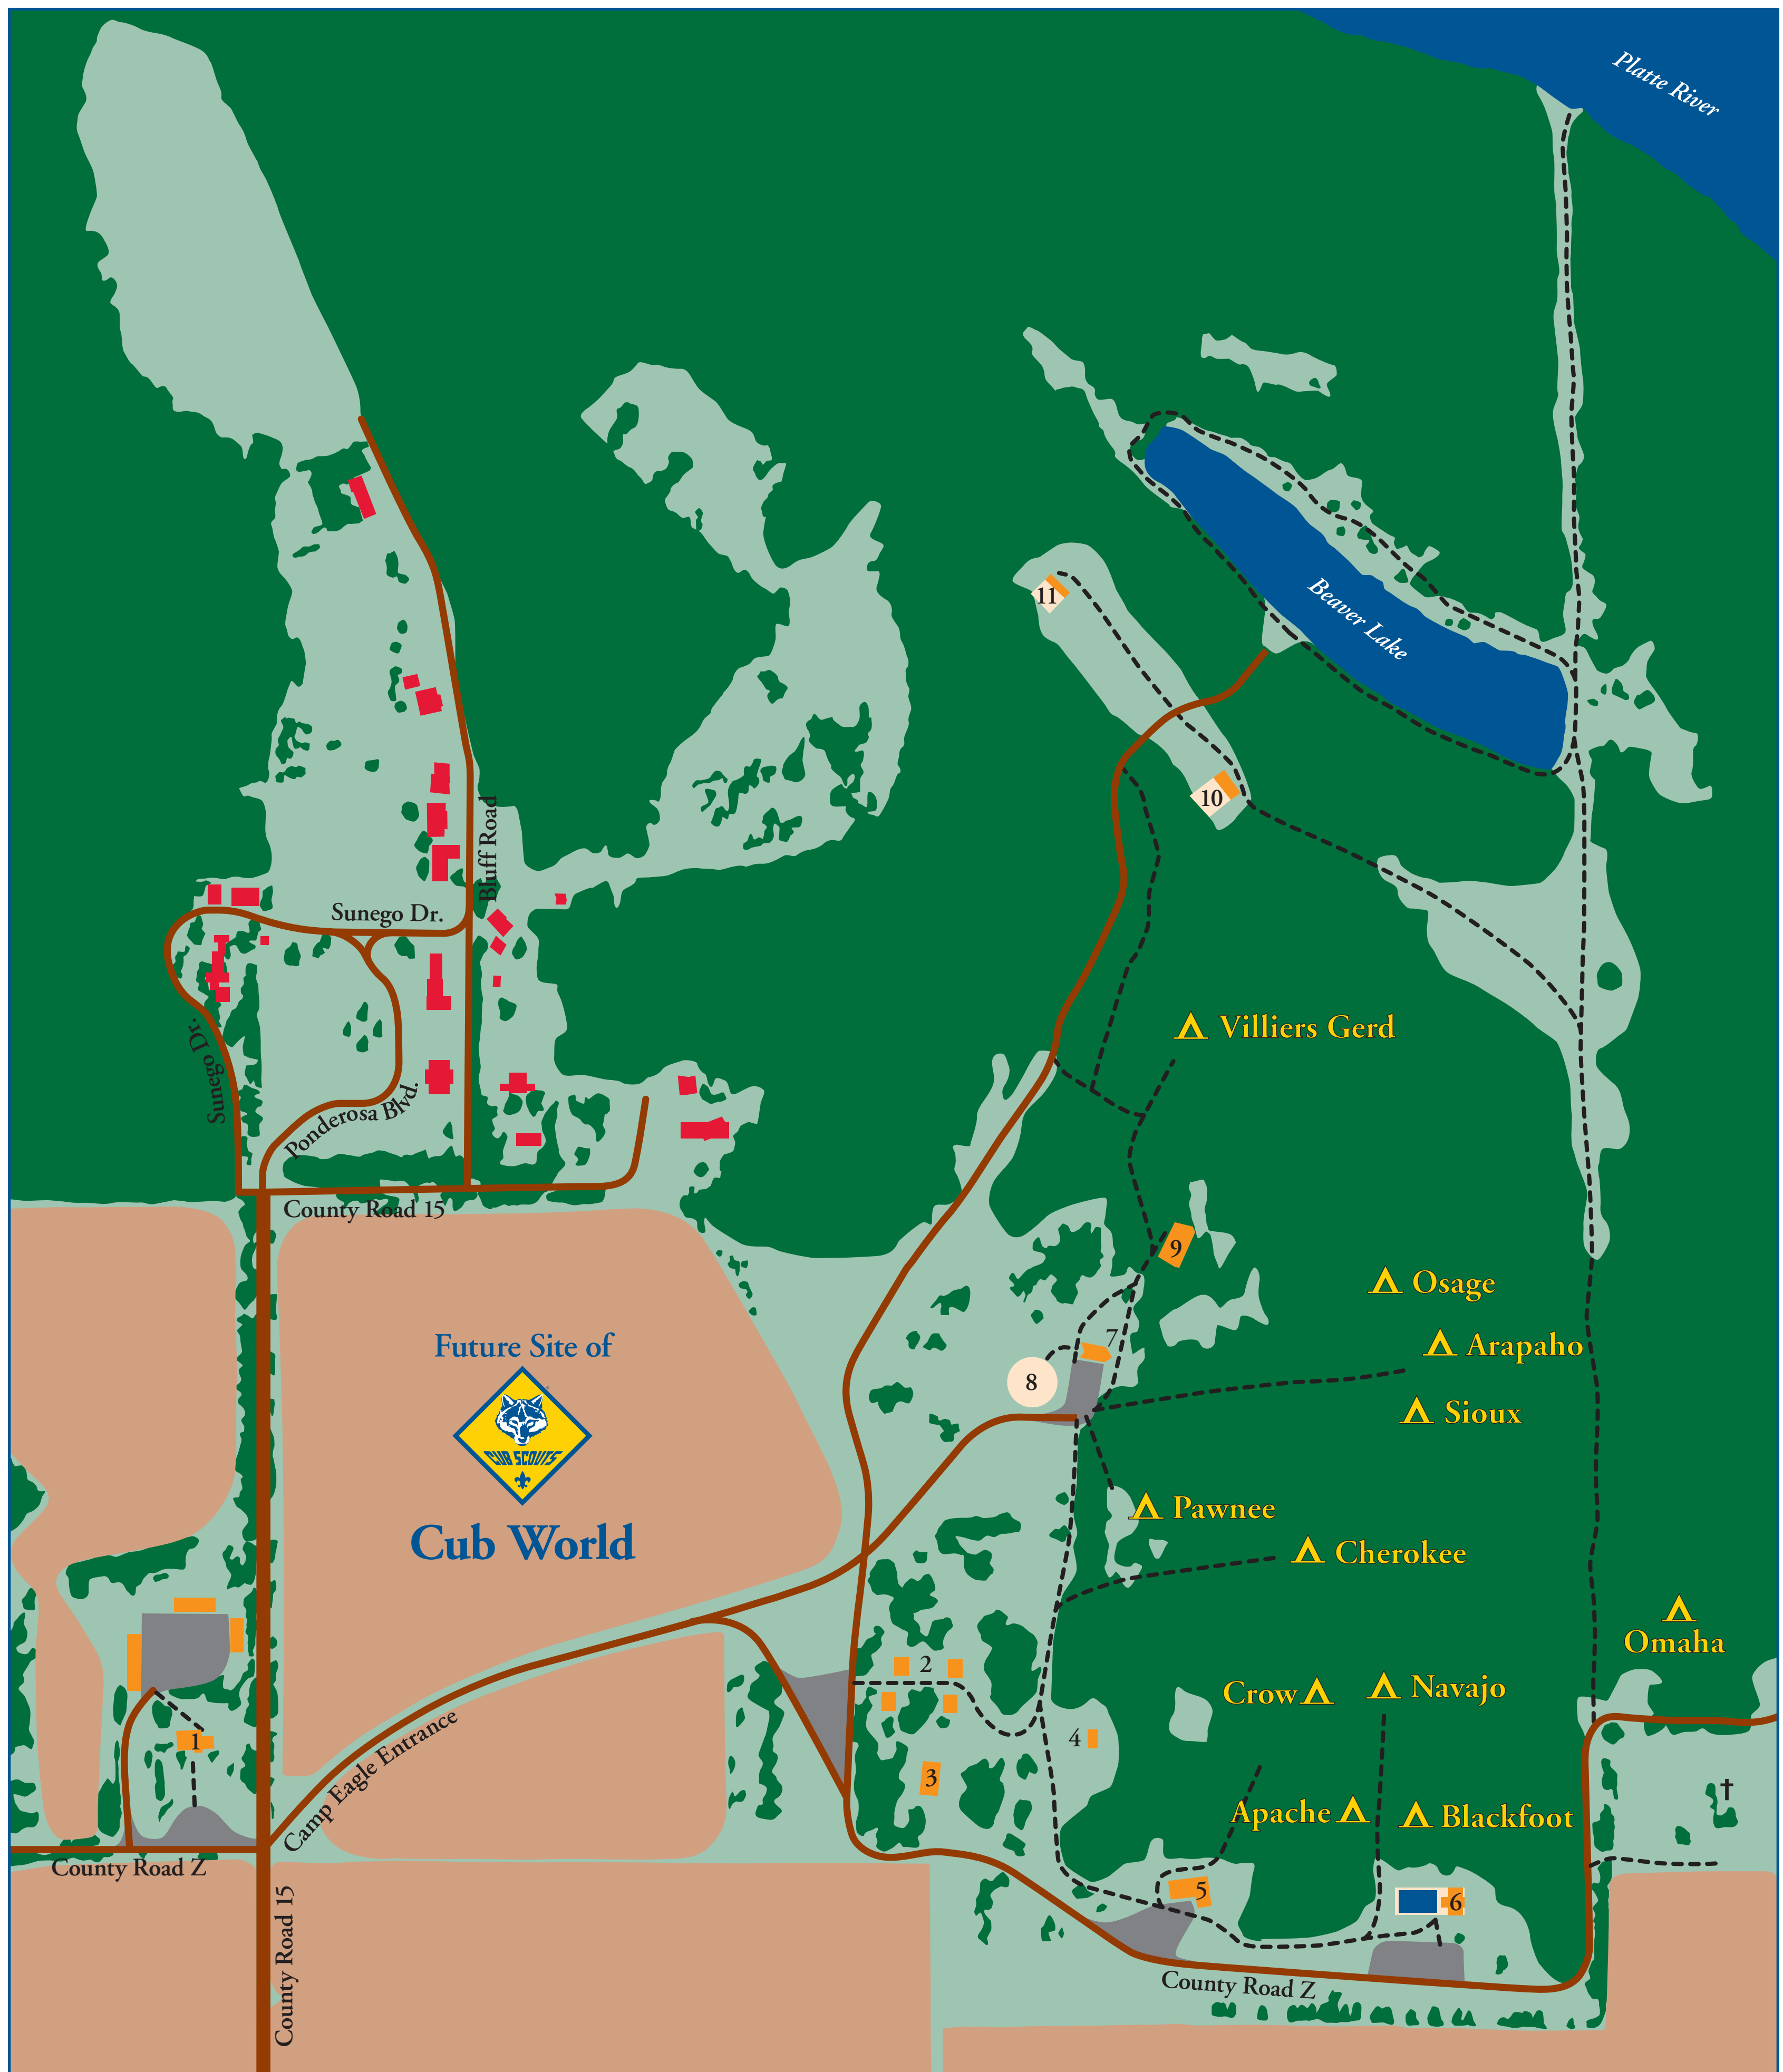 Platte River
Beaver Lake
11
10
Bluff Road
Sunego Dr.
Sunego Dr.
Ponderosa Blvd.
County Road 15
Villiers Gerd
9
Osage
Arapaho
Sioux
7
8
Future Site of
CUB SCOUTS
Cub World
Pawnee
Cherokee
Omaha
Crow
Navajo
2
1
4
3
Camp Eagle Entrance
Apache
Blackfoot
County Road Z
5
6
County Road 15
County Road Z